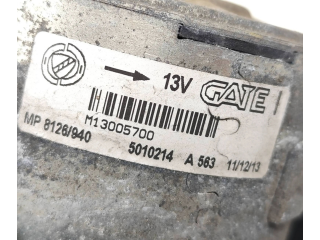 13V GATE
M13005700
MP 8126/940
5010214 A 563 11/12/13